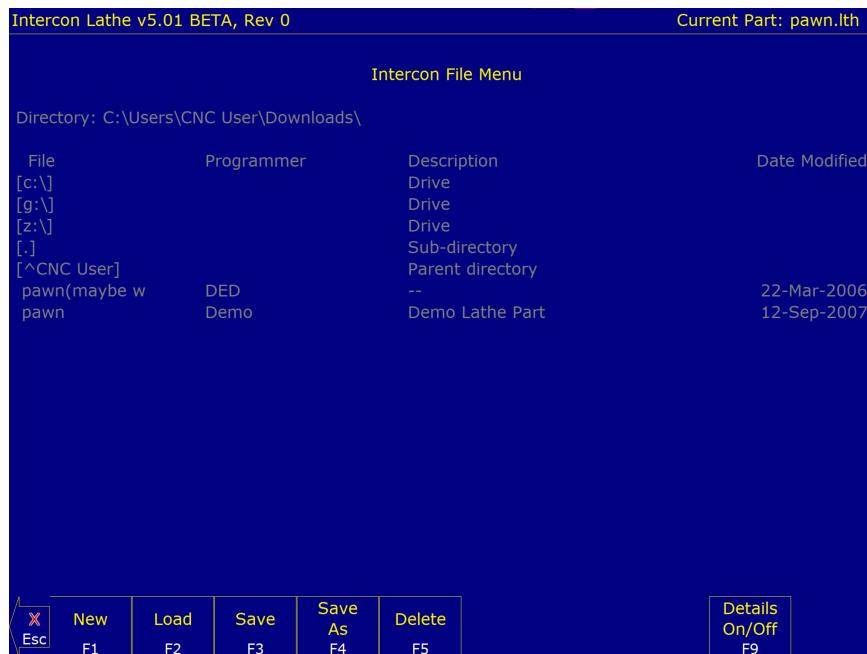 Intercon Lathe v5.01 BETA, Rev 0 Current Part: pawn.lth
Intercon File Menu
Directory: C:\Users\CNC User\Downloads\
File Programmer Description Date Modified
[c:\] Drive
[g:\] Drive
[z:\] Drive
[.] Sub-directory
[^CNC User] Parent directory
pawn(maybe w DED -- 22-Mar-2006
pawn Demo Demo Lathe Part 12-Sep-2007
X Esc
New F1
Load F2
Save F3
Save As F4
Delete F5
Details On/Off F9